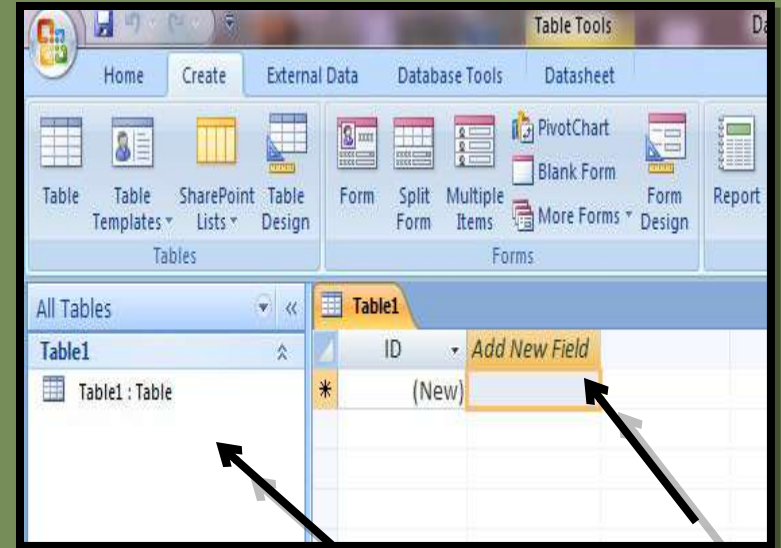 Table Tools Da
Home Create External Data Database Tools Datasheet
PivotChart
Blank Form
More Forms
Table Table Templates SharePoint Lists Table Design Form Split Form Multiple Items Form Design Report
Tables Forms
All Tables « Table1
Table1 ID Add New Field
Table1 : Table * (New)